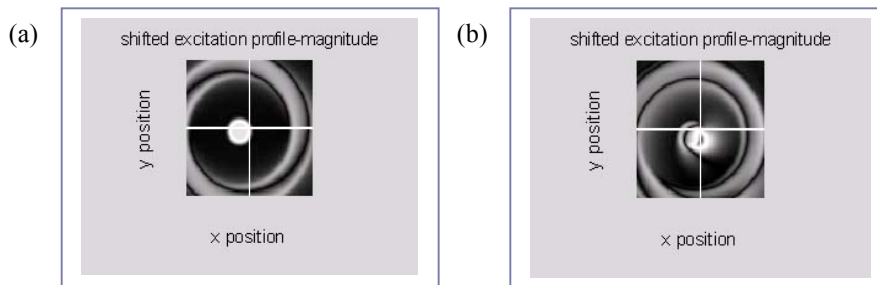 (a)
shifted excitation profile-magnitude
y position
x position
(b)
shifted excitation profile-magnitude
y position
x position